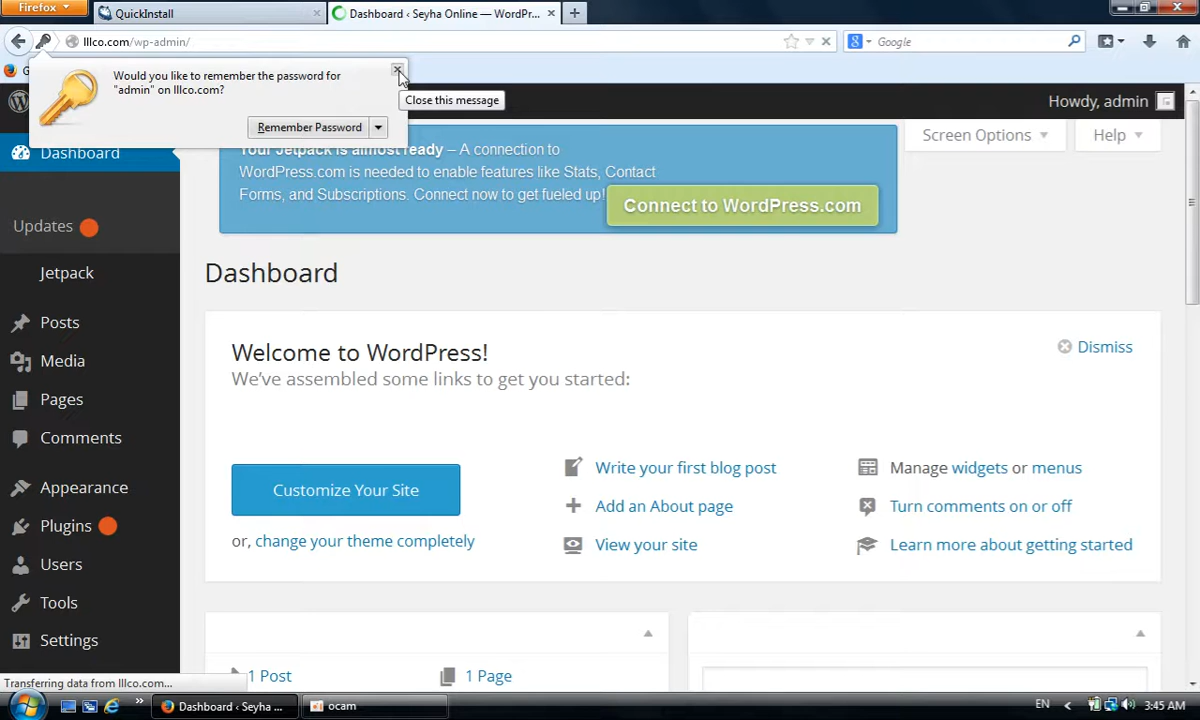 Firefox
QuickInstall
Dashboard ‹ Seyha Online — WordPr...
lllco.com/wp-admin/
Google
Would you like to remember the password for
"admin" on lllco.com?
Close this message
Remember Password
Howdy, admin
Screen Options
Help
Your Jetpack is almost ready – A connection to
WordPress.com is needed to enable features like Stats, Contact
Forms, and Subscriptions. Connect now to get fueled up!
Connect to WordPress.com
Dashboard
Updates
Jetpack
Posts
Media
Pages
Comments
Appearance
Plugins
Users
Tools
Settings
Dashboard
Welcome to WordPress!
Dismiss
We've assembled some links to get you started:
Customize Your Site
or, change your theme completely
Write your first blog post
Add an About page
View your site
Manage widgets or menus
Turn comments on or off
Learn more about getting started
1 Post
1 Page
Transferring data from lllco.com...
Dashboard ‹ Seyha ...
ocam
EN
3:45 AM